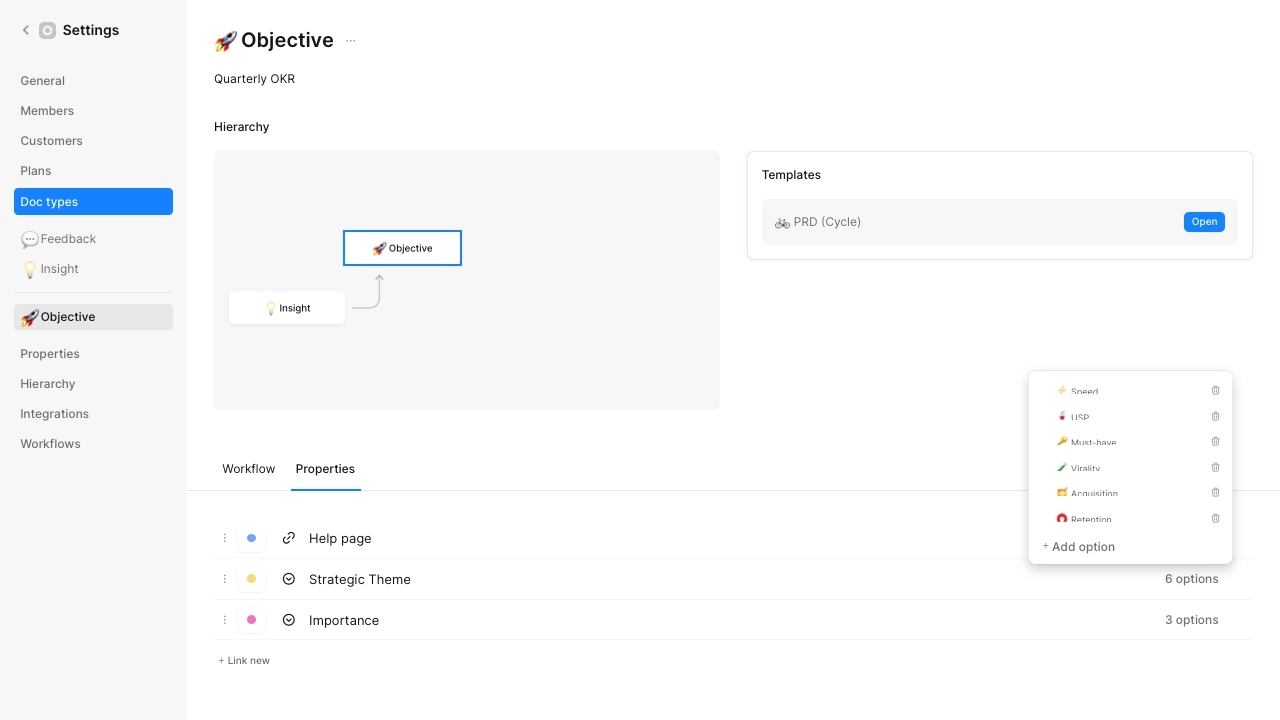 Settings
General
Members
Customers
Plans
Doc types
Feedback
Insight
Objective
Properties
Hierarchy
Integrations
Workflows
Objective
Quarterly OKR
Hierarchy
Objective
Insight
Templates
PRD (Cycle)
Open
Speed
USP
Must-have
Virality
Acquisition
Retention
+ Add option
Workflow
Properties
Help page
Strategic Theme
6 options
Importance
3 options
+ Link new